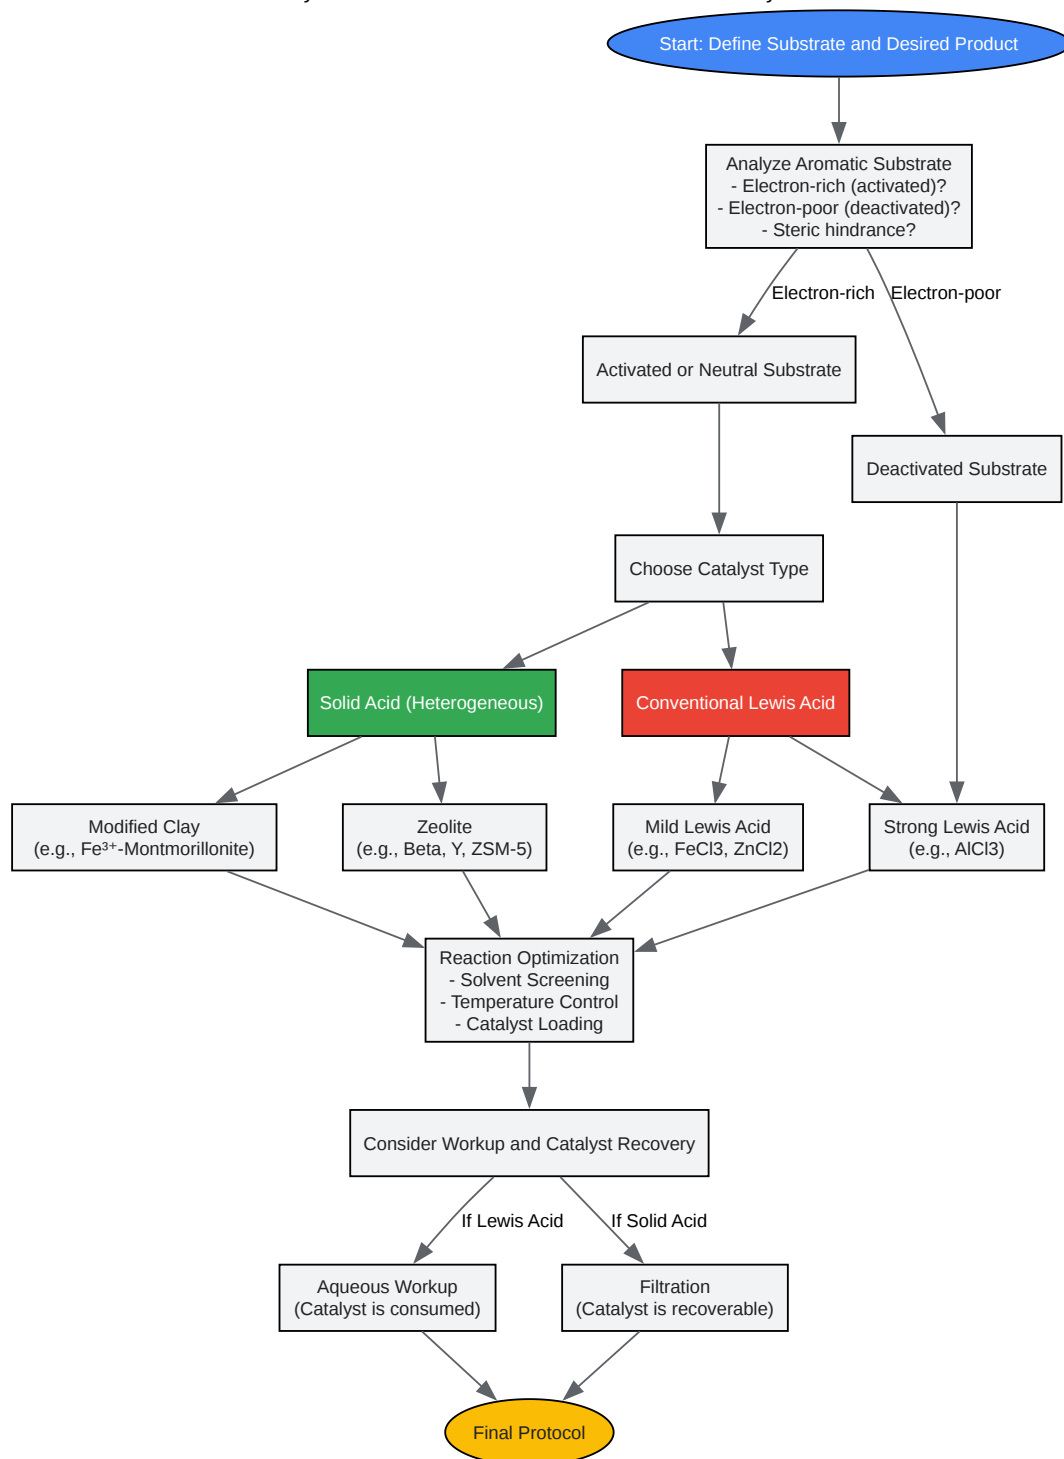 Start: Define Substrate and Desired Product
Analyze Aromatic Substrate
- Electron-rich (activated)?
- Electron-poor (deactivated)?
- Steric hindrance?
Electron-rich
Electron-poor
Activated or Neutral Substrate
Deactivated Substrate
Choose Catalyst Type
Solid Acid (Heterogeneous)
Conventional Lewis Acid
Modified Clay
(e.g., Fe³⁺-Montmorillonite)
Zeolite
(e.g., Beta, Y, ZSM-5)
Mild Lewis Acid
(e.g., FeCl3, ZnCl2)
Strong Lewis Acid
(e.g., AlCl3)
Reaction Optimization
- Solvent Screening
- Temperature Control
- Catalyst Loading
Consider Workup and Catalyst Recovery
If Lewis Acid
If Solid Acid
Aqueous Workup
(Catalyst is consumed)
Filtration
(Catalyst is recoverable)
Final Protocol